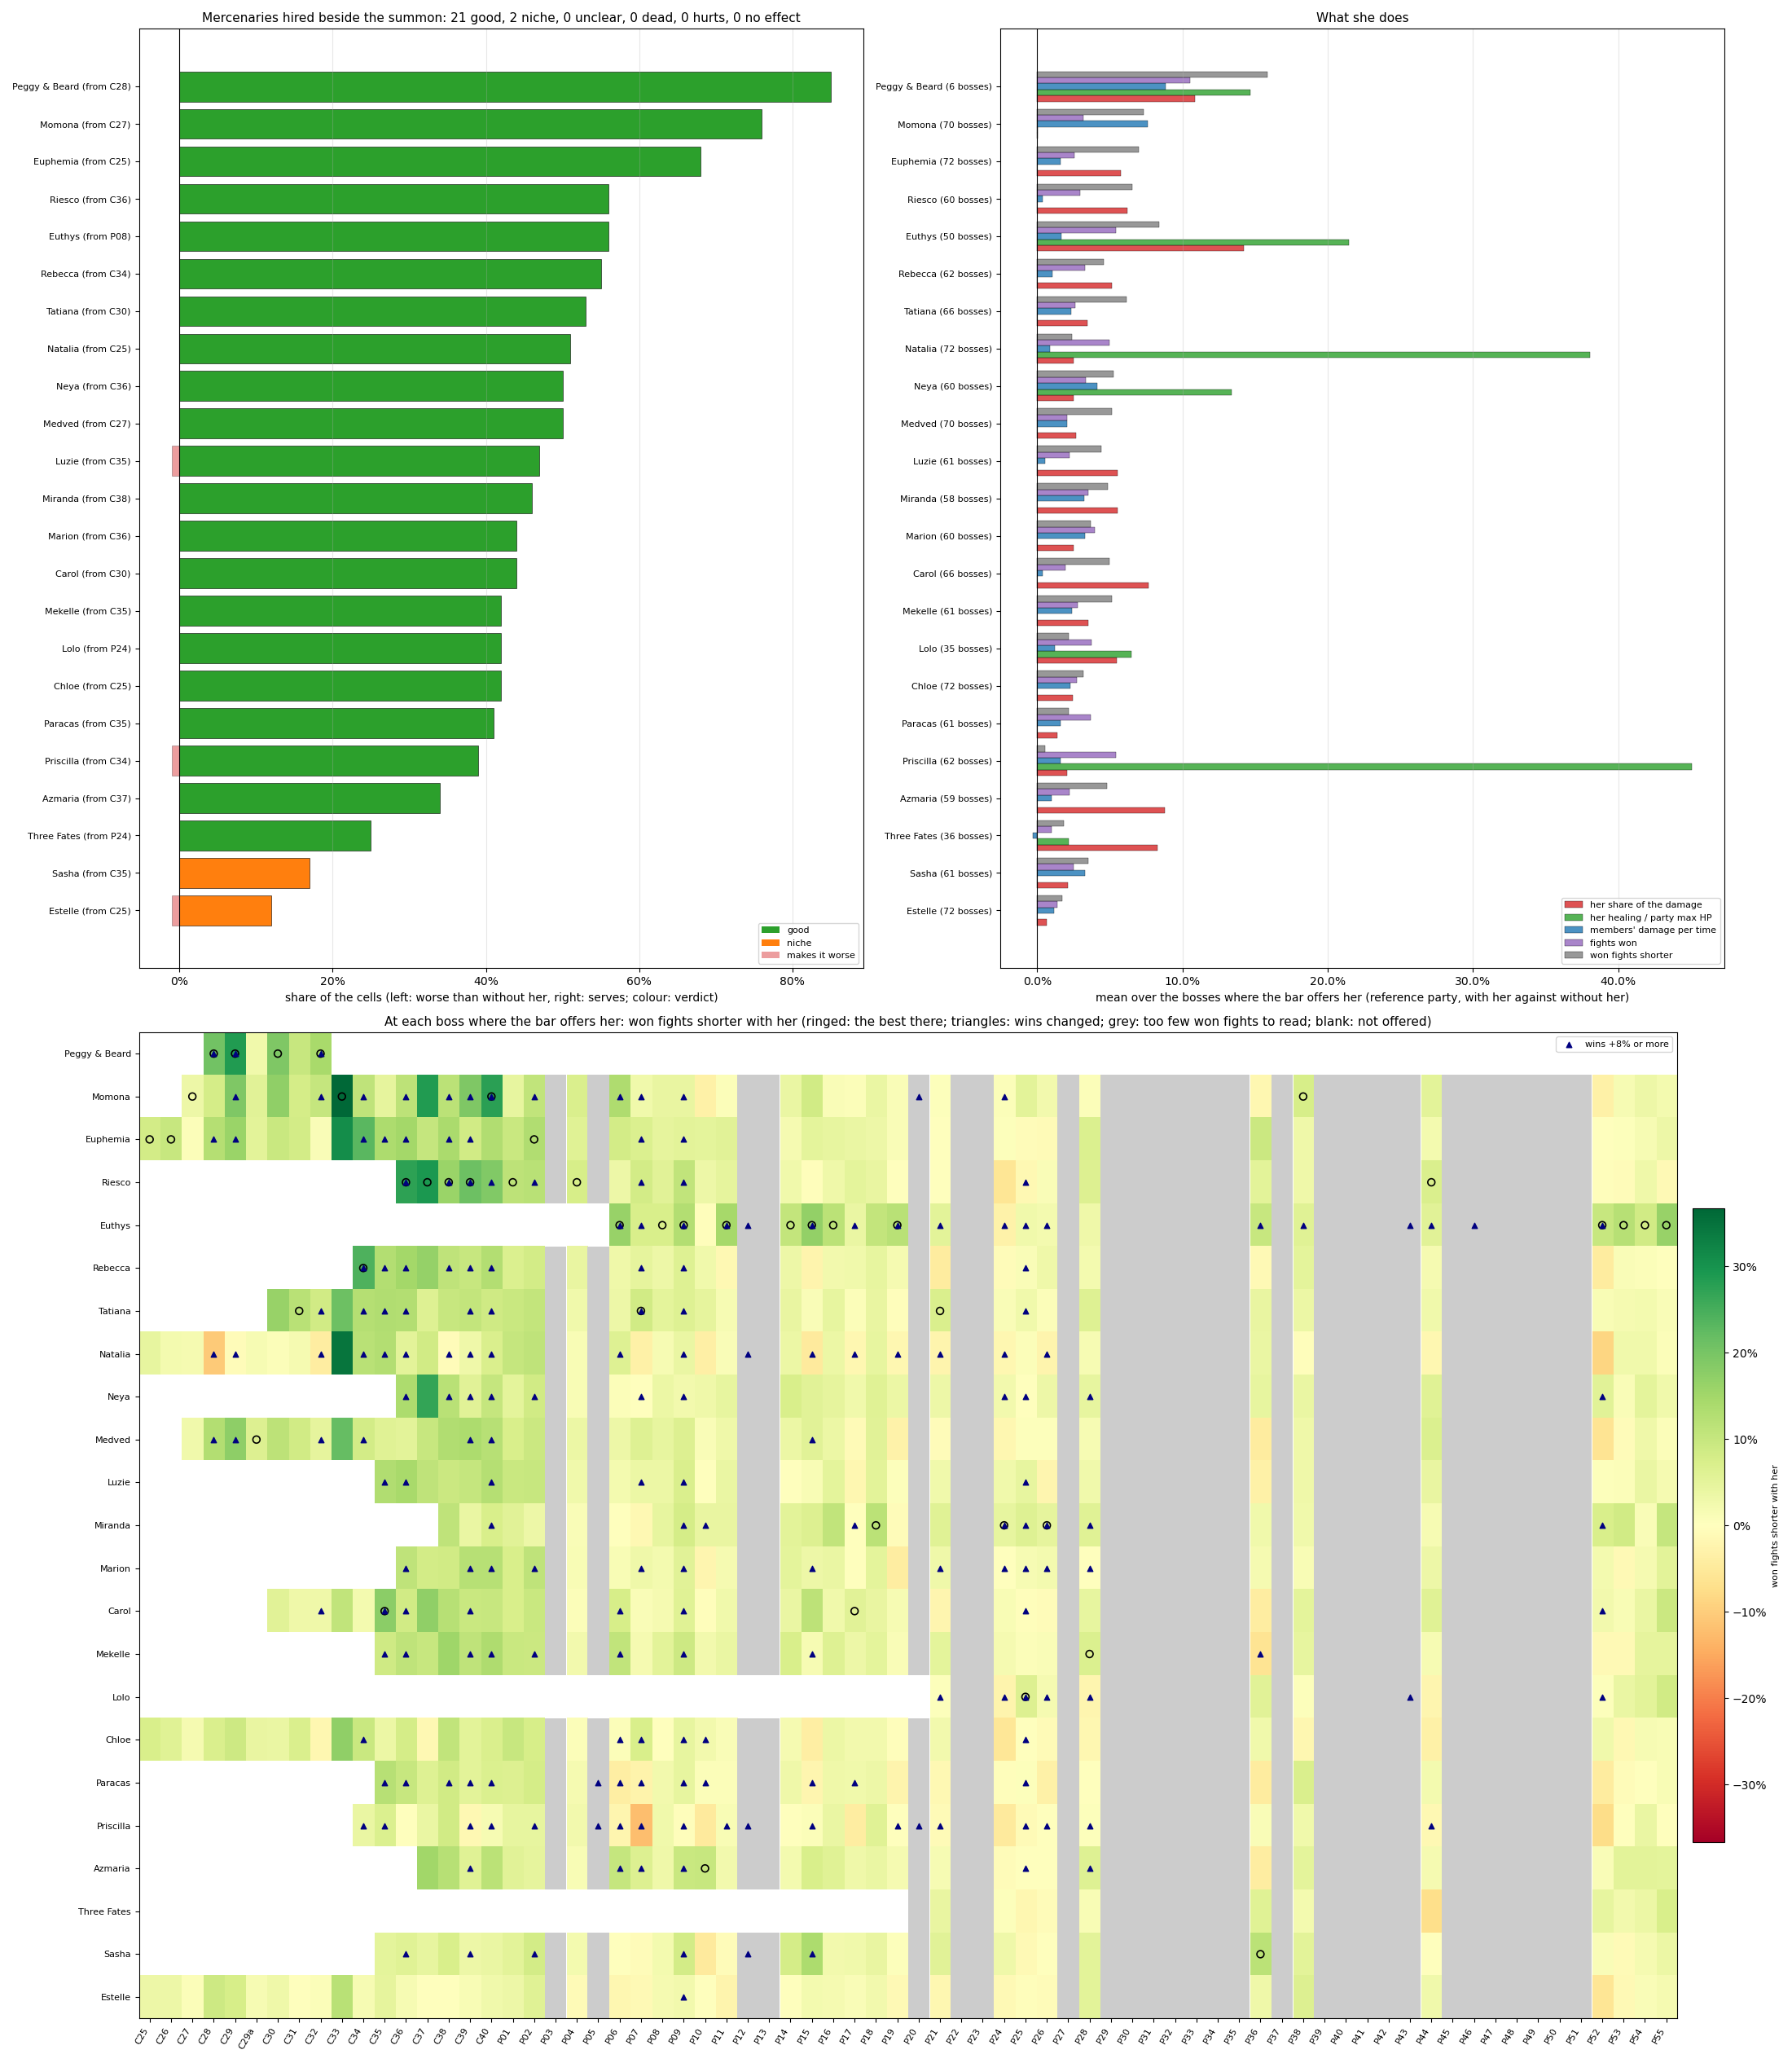 Mercenaries hired beside the summon: 21 good, 2 niche, 0 unclear, 0 dead, 0 hurts, 0 no effect
Peggy & Beard (from C28)
Momona (from C27)
Euphemia (from C25)
Riesco (from C36)
Euthys (from P08)
Rebecca (from C34)
Tatiana (from C30)
Natalia (from C25)
Neya (from C36)
Medved (from C27)
Luzie (from C35)
Miranda (from C38)
Marion (from C36)
Carol (from C30)
Mekelle (from C35)
Lolo (from P24)
Chloe (from C25)
Paracas (from C35)
Priscilla (from C34)
Azmaria (from C37)
Three Fates (from P24)
Sasha (from C35)
Estelle (from C25)
good
niche
makes it worse
0% 20% 40% 60% 80%
share of the cells (left: worse than without her, right: serves; colour: verdict)
What she does
Peggy & Beard (6 bosses)
Momona (70 bosses)
Euphemia (72 bosses)
Riesco (60 bosses)
Euthys (50 bosses)
Rebecca (62 bosses)
Tatiana (66 bosses)
Natalia (72 bosses)
Neya (60 bosses)
Medved (70 bosses)
Luzie (61 bosses)
Miranda (58 bosses)
Marion (60 bosses)
Carol (66 bosses)
Mekelle (61 bosses)
Lolo (35 bosses)
Chloe (72 bosses)
Paracas (61 bosses)
Priscilla (62 bosses)
Azmaria (59 bosses)
Three Fates (36 bosses)
Sasha (61 bosses)
Estelle (72 bosses)
her share of the damage
her healing / party max HP
members' damage per time
fights won
won fights shorter
0.0% 10.0% 20.0% 30.0% 40.0%
mean over the bosses where the bar offers her (reference party, with her against without her)
At each boss where the bar offers her: won fights shorter with her (ringed: the best there; triangles: wins changed; grey: too few won fights to read; blank: not offered)
wins +8% or more
Peggy & Beard
Momona
Euphemia
Riesco
Euthys
Rebecca
Tatiana
Natalia
Neya
Medved
Luzie
Miranda
Marion
Carol
Mekelle
Lolo
Chloe
Paracas
Priscilla
Azmaria
Three Fates
Sasha
Estelle
C25 C26 C27 C28 C29 C29a C30 C31 C32 C33 C34 C35 C36 C37 C38 C39 C40 P01 P02 P03 P04 P05 P06 P07 P08 P09 P10 P11 P12 P13 P14 P15 P16 P17 P18 P19 P20 P21 P22 P23 P24 P25 P26 P27 P28 P29 P30 P31 P32 P33 P34 P35 P36 P37 P38 P39 P40 P41 P42 P43 P44 P45 P46 P47 P48 P49 P50 P51 P52 P53 P54 P55
30%
20%
10%
0%
−10%
−20%
−30%
won fights shorter with her